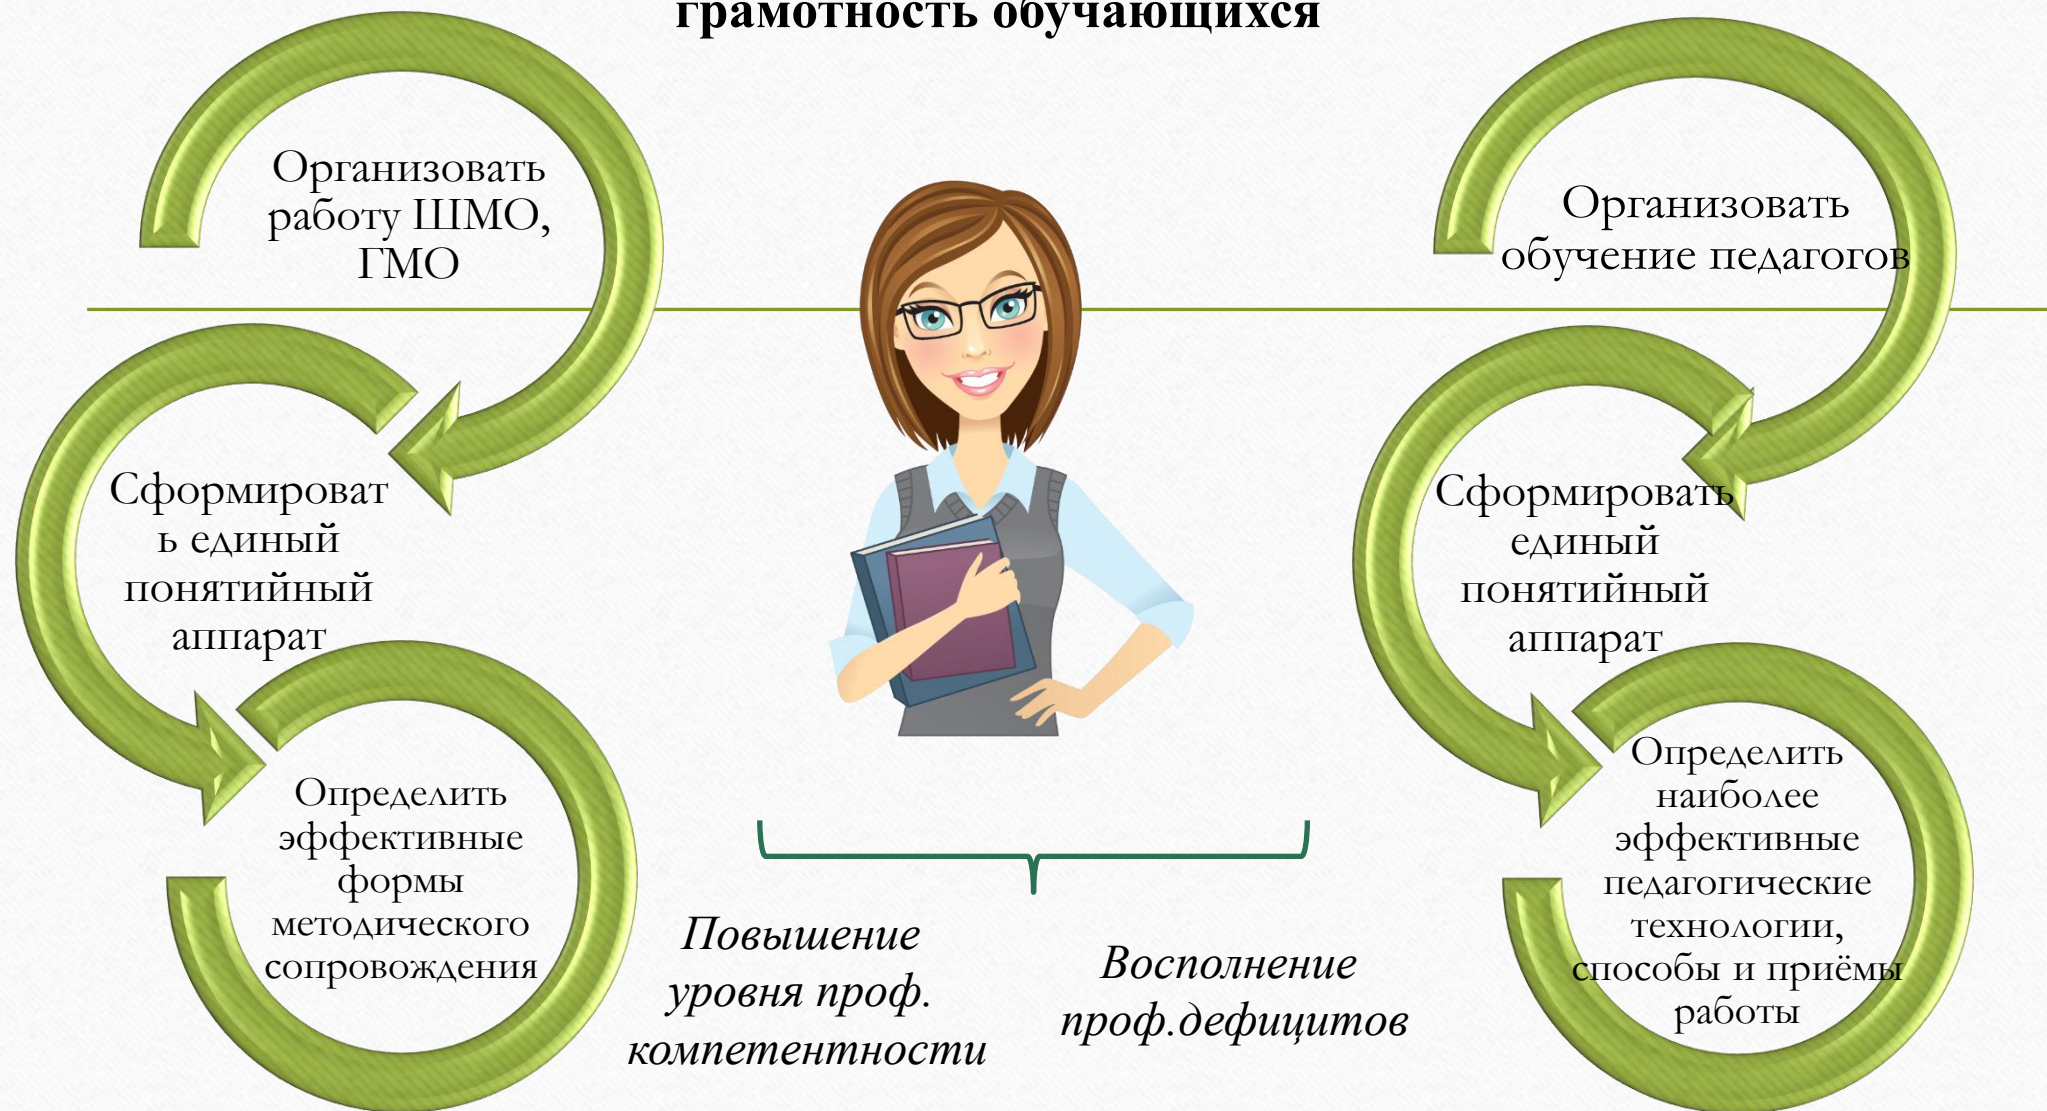 грамотность обучающихся
Организовать
работу ШМО,
ГМО
Сформироват
ь единый
понятийный
аппарат
Определить
эффективные
формы
методического
сопровождения
Организовать
обучение педагогов
Сформировать
единый
понятийный
аппарат
Определить
наиболее
эффективные
педагогические
технологии,
способы и приёмы
работы
Повышение
уровня проф.
компетентности
Восполнение
проф.дефицитов